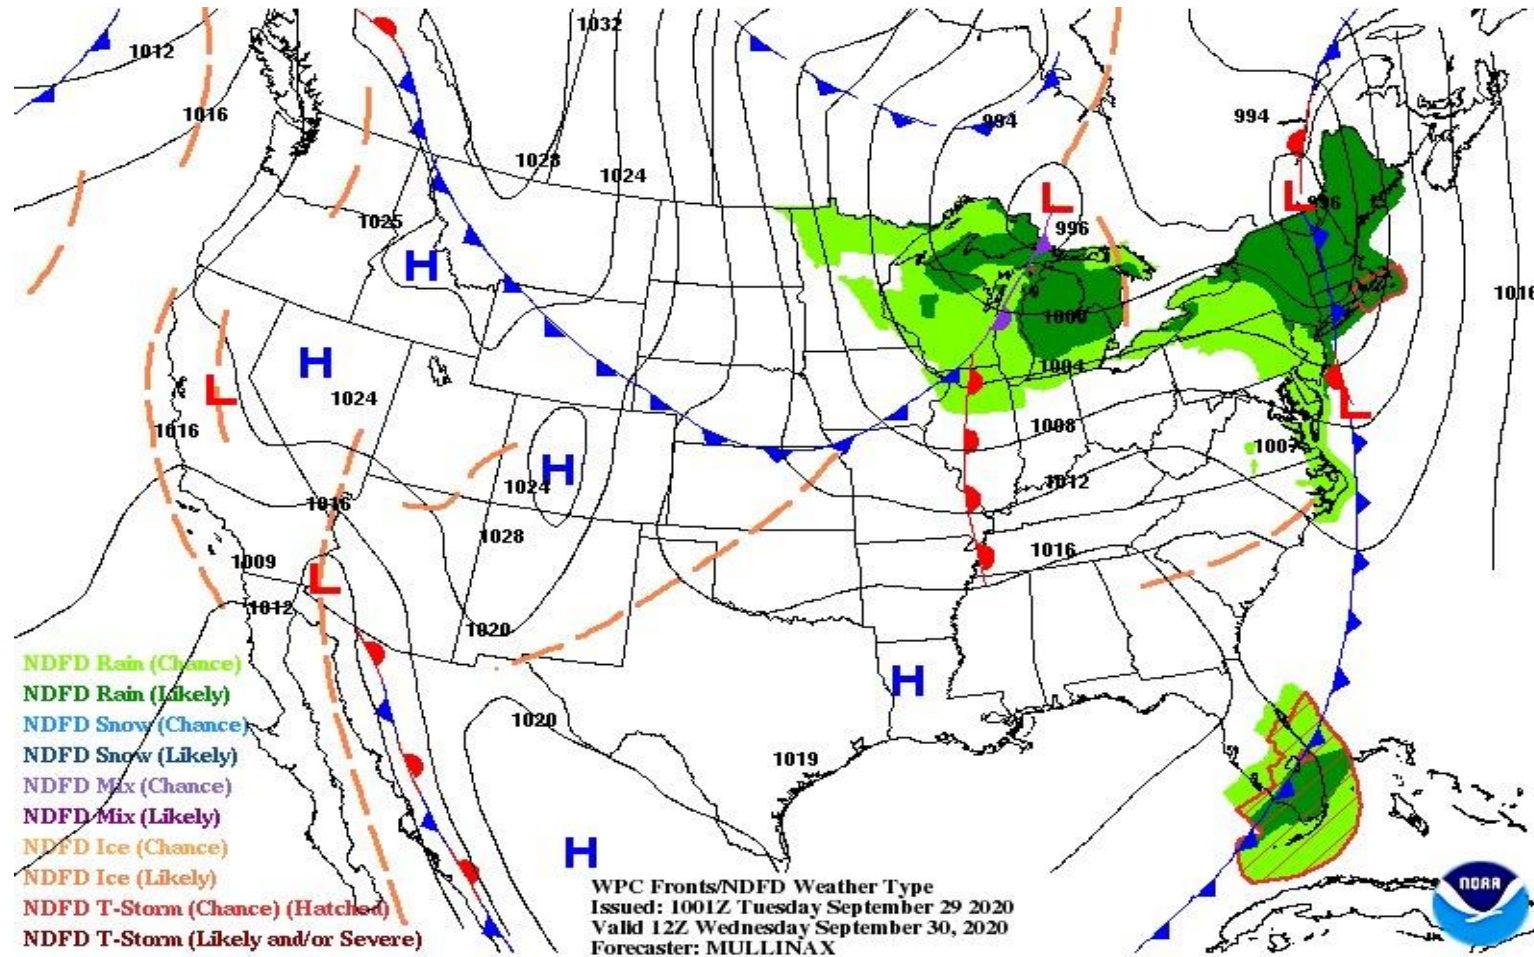 1012
1032
1016
994
994
1028
1024
1025
L
L
996
996
H
1016
1000
H
1004
1024
L
L
1016
1008
1007
H
1024
1012
1016
1028
1016
1009
L
1012
1020
H
1020
1019
H
NDFD Rain (Chance)
NDFD Rain (Likely)
NDFD Snow (Chance)
NDFD Snow (Likely)
NDFD Mix (Chance)
NDFD Mix (Likely)
NDFD Ice (Chance)
NDFD Ice (Likely)
NDFD T-Storm (Chance) (Hatched)
NDFD T-Storm (Likely and/or Severe)
WPC Fronts/NDFD Weather Type
Issued: 1001Z Tuesday September 29 2020
Valid 12Z Wednesday September 30, 2020
Forecaster: MULLINAX
NOAA